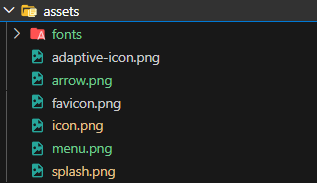 assets
fonts
adaptive-icon.png
arrow.png
favicon.png
icon.png
menu.png
splash.png